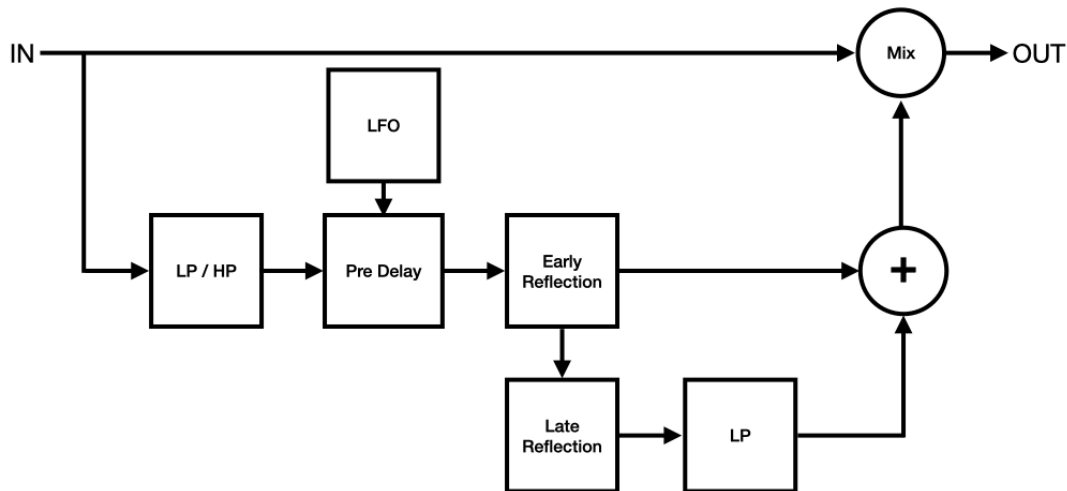 IN
Mix
OUT
LFO
LP / HP
Pre Delay
Early
Reflection
+
Late
Reflection
LP